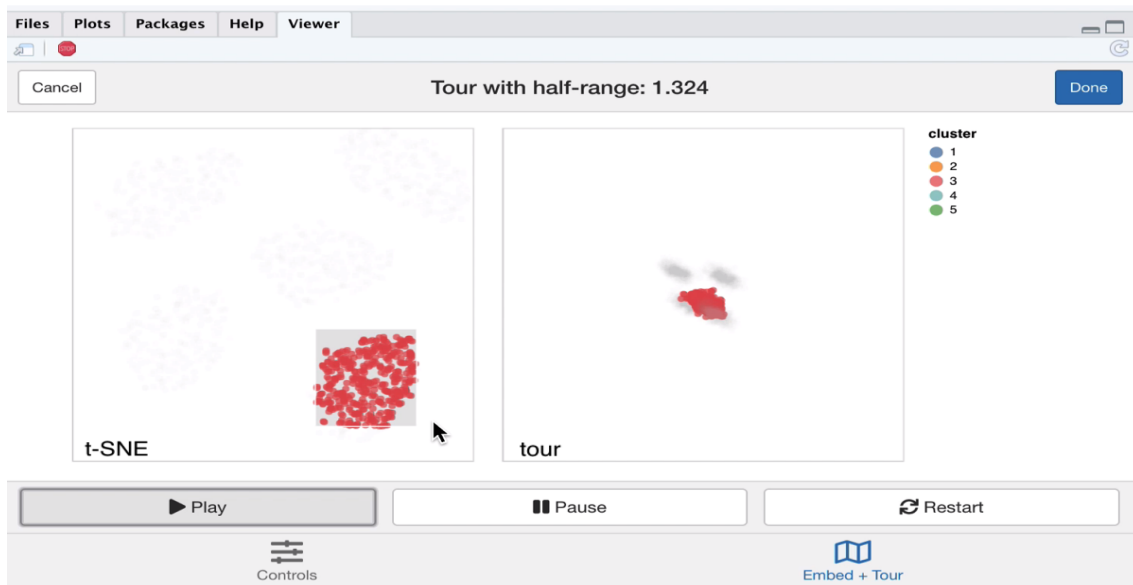 Files Plots Packages Help Viewer
STOP
Cancel Tour with half-range: 1.324 Done
cluster
1
2
3
4
5
t-SNE tour
Play Pause Restart
Controls Embed + Tour